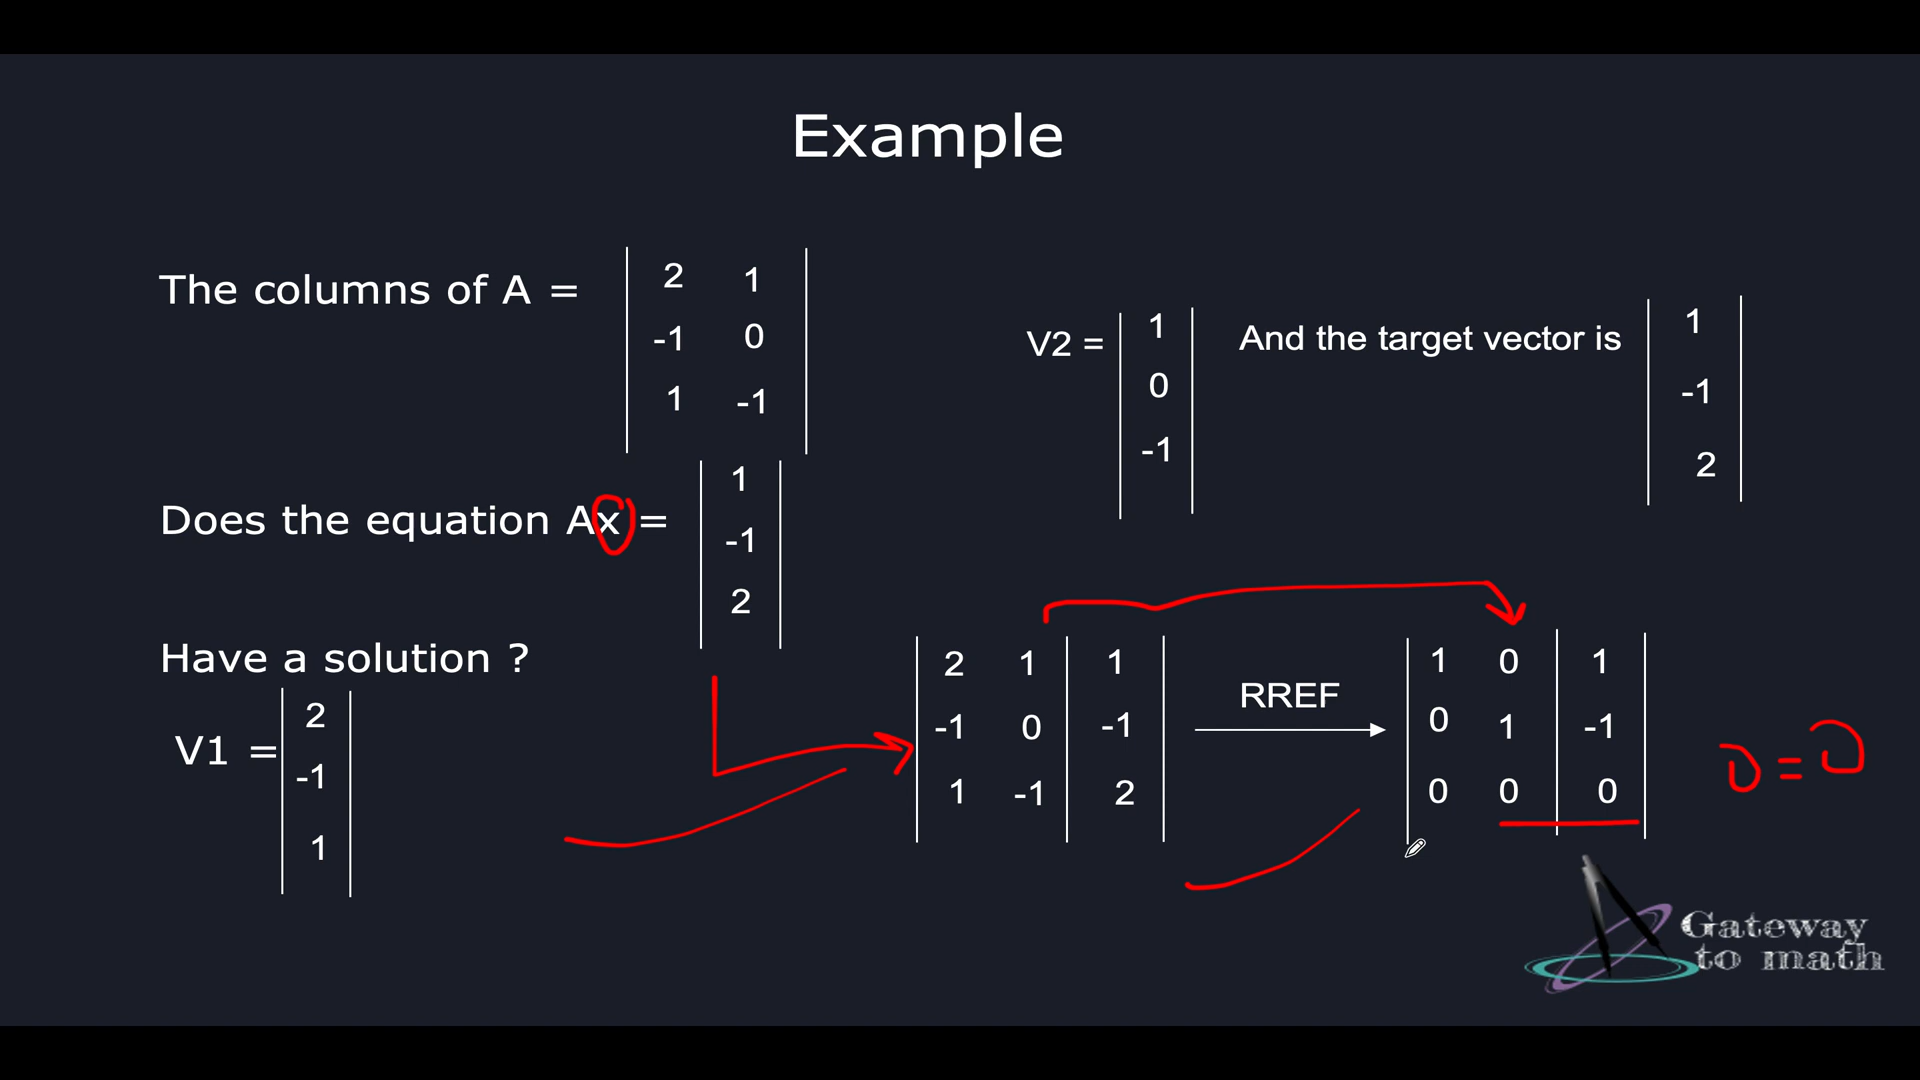 Example
The columns of A =
2 1
-1 0
1 -1
V2 =
1
0
-1
And the target vector is
1
-1
2
Does the equation Ax =
1
-1
2
Have a solution ?
V1 =
2
-1
1
2 1 1
-1 0 -1
1 -1 2
RREF
1 0 1
0 1 -1
0 0 0
0 = 0
Gateway
to math